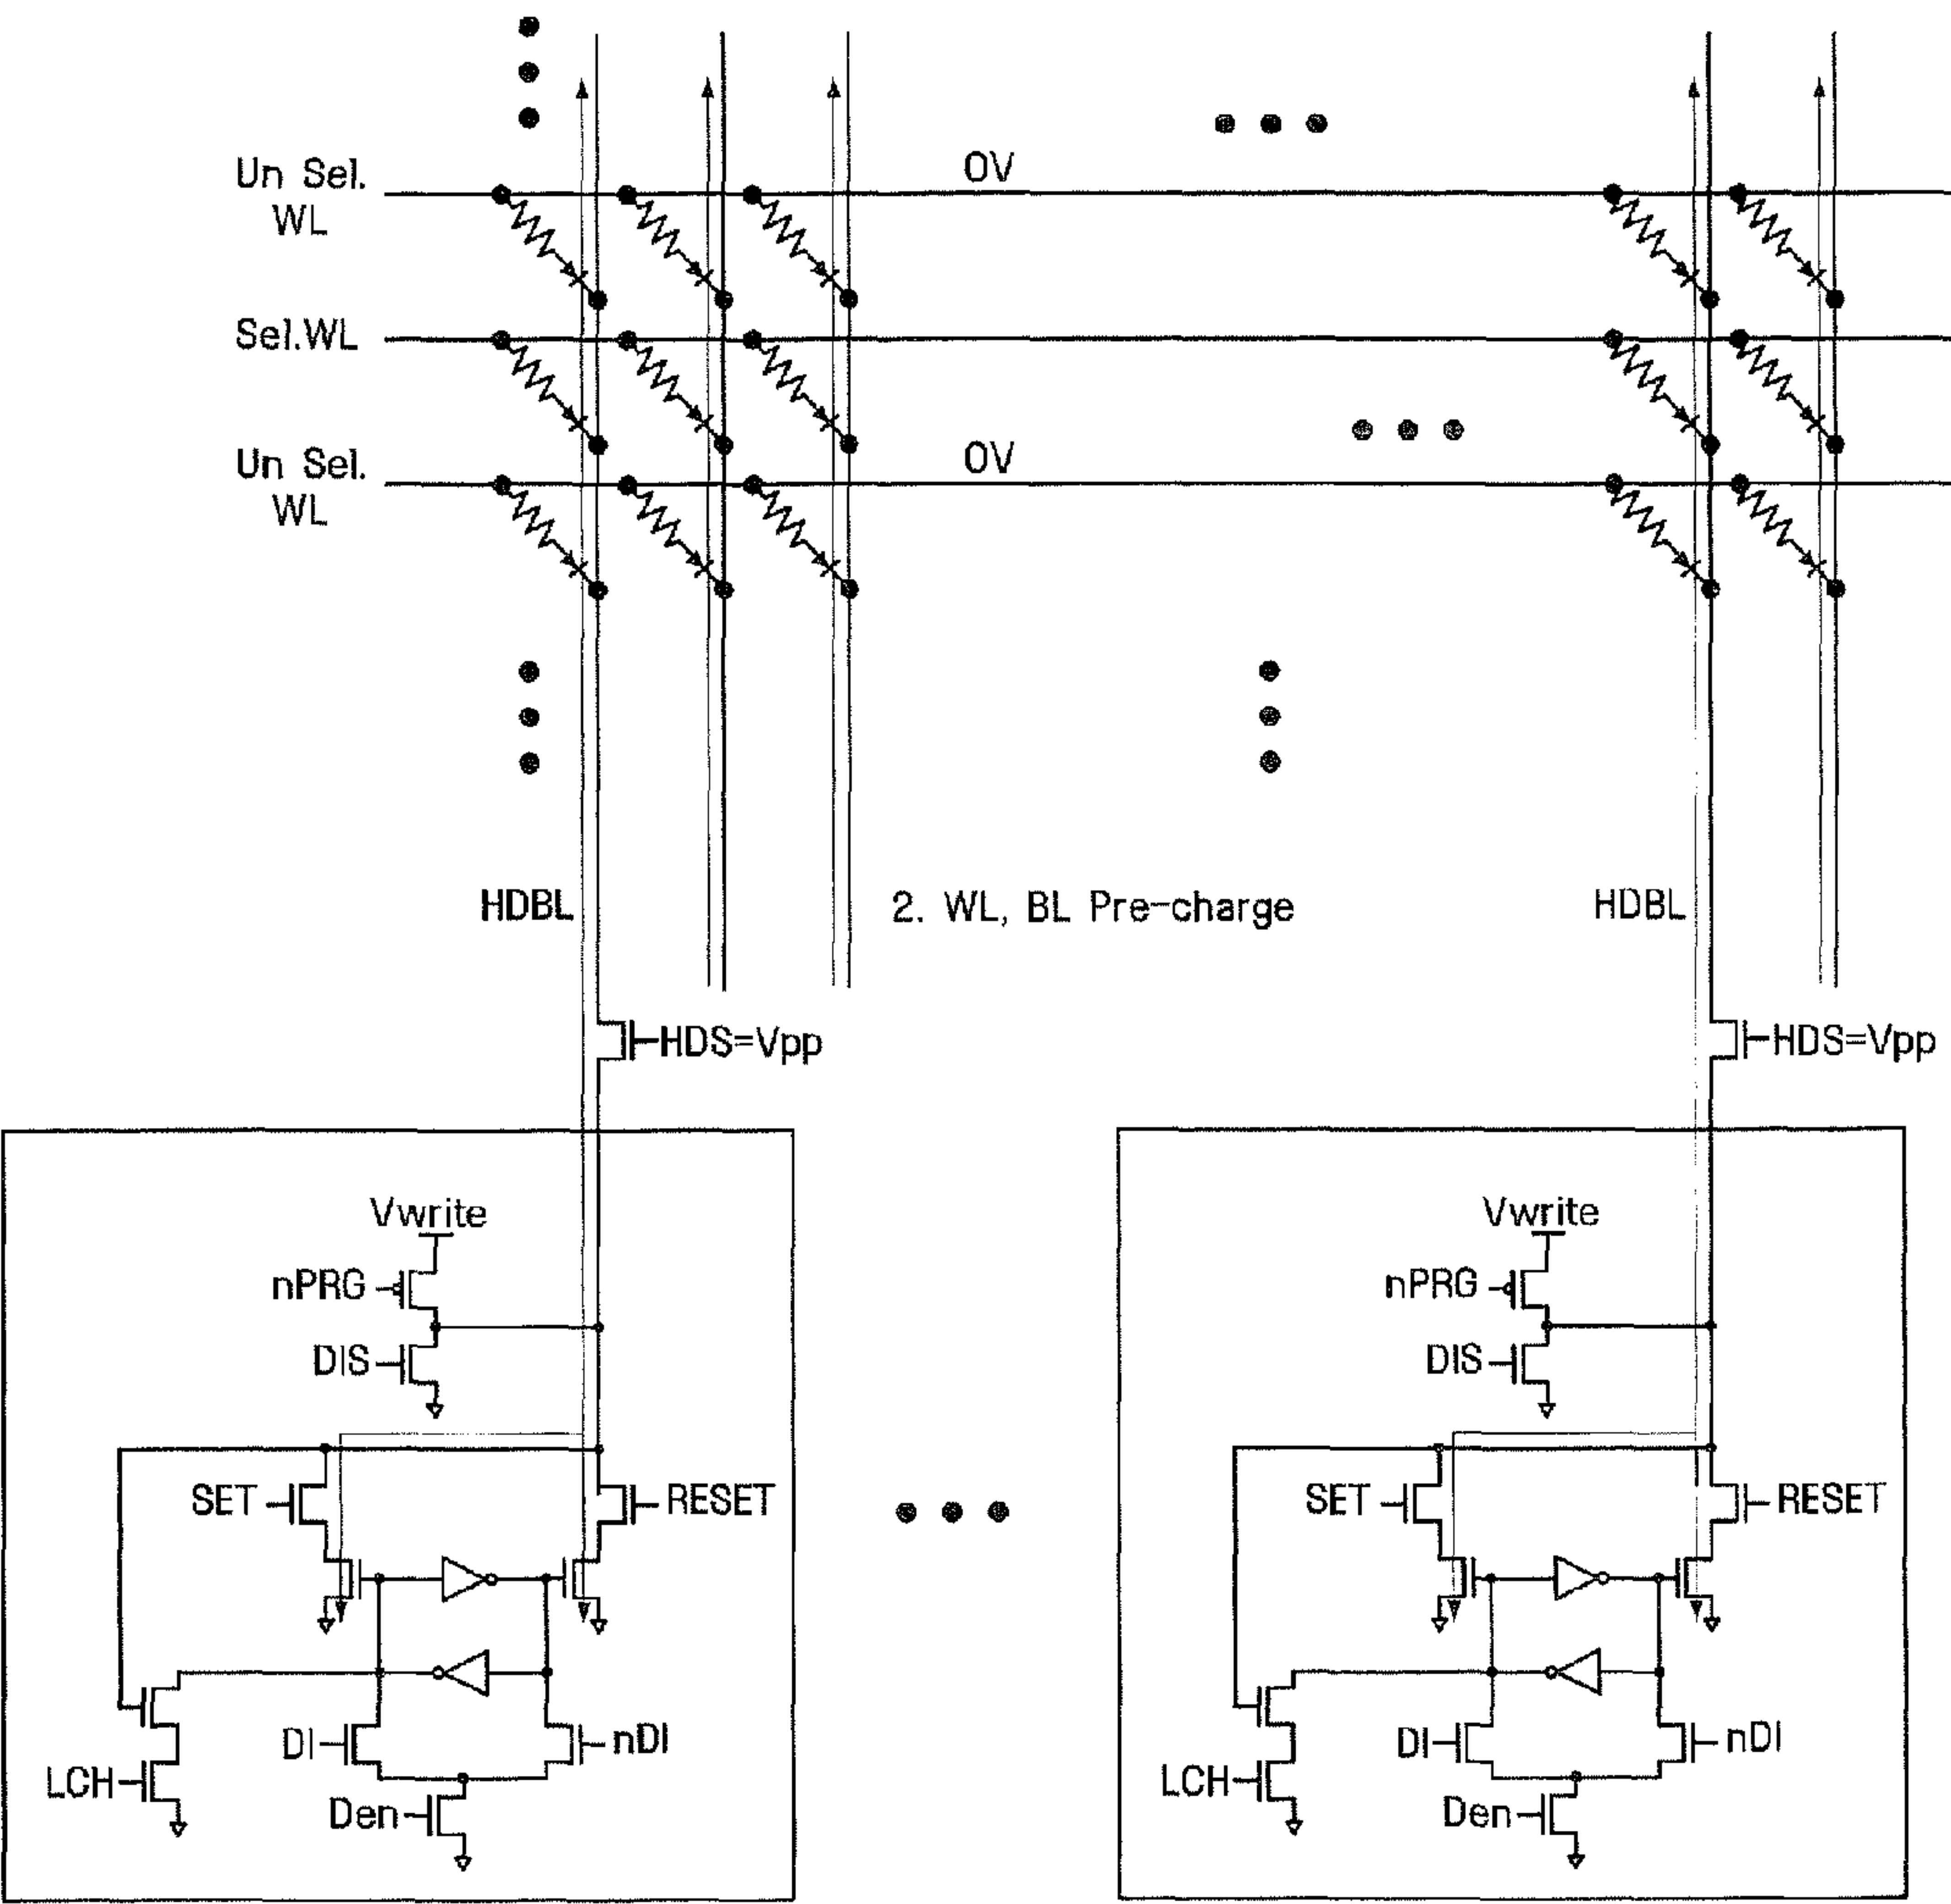 Un Sel.
WL
0V
Sel.WL
Un Sel.
WL
0V
HDBL
2. WL, BL Pre-charge
HDBL
HDS=Vpp
HDS=Vpp
Vwrite
nPRG
DIS
SET
RESET
DI
nDI
LCH
Den
Vwrite
nPRG
DIS
SET
RESET
DI
nDI
LCH
Den